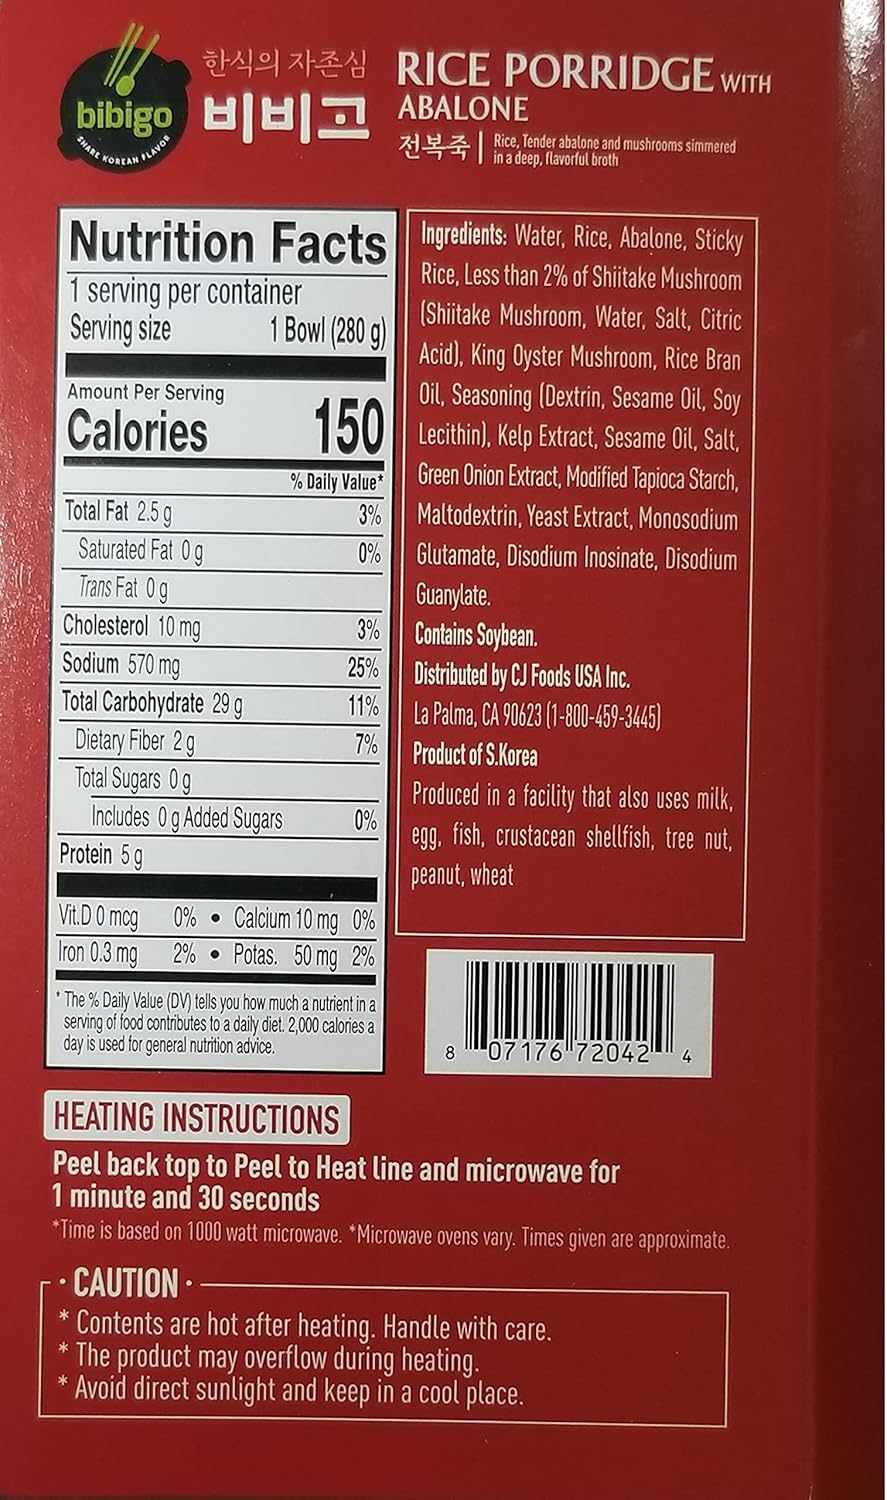 bibigo
SHARE KOREAN FLAVOR
한식의 자존심
비비고
RICE PORRIDGE WITH
ABALONE
전복죽
Rice, Tender abalone and mushrooms simmered
in a deep, flavorful broth
Nutrition Facts
1 serving per container
Serving size 1 Bowl (280 g)
Amount Per Serving
Calories 150
% Daily Value*
Total Fat 2.5 g 3%
Saturated Fat 0 g 0%
Trans Fat 0 g
Cholesterol 10 mg 3%
Sodium 570 mg 25%
Total Carbohydrate 29 g 11%
Dietary Fiber 2 g 7%
Total Sugars 0 g
Includes 0 g Added Sugars 0%
Protein 5 g
Vit.D 0 mcg 0% • Calcium 10 mg 0%
Iron 0.3 mg 2% • Potas. 50 mg 2%
* The % Daily Value (DV) tells you how much a nutrient in a
serving of food contributes to a daily diet. 2,000 calories a
day is used for general nutrition advice.
Ingredients: Water, Rice, Abalone, Sticky
Rice, Less than 2% of Shiitake Mushroom
(Shiitake Mushroom, Water, Salt, Citric
Acid), King Oyster Mushroom, Rice Bran
Oil, Seasoning (Dextrin, Sesame Oil, Soy
Lecithin), Kelp Extract, Sesame Oil, Salt,
Green Onion Extract, Modified Tapioca Starch,
Maltodextrin, Yeast Extract, Monosodium
Glutamate, Disodium Inosinate, Disodium
Guanylate.
Contains Soybean.
Distributed by CJ Foods USA Inc.
La Palma, CA 90623 (1-800-459-3445)
Product of S.Korea
Produced in a facility that also uses milk,
egg, fish, crustacean shellfish, tree nut,
peanut, wheat
8 07176 72042 4
HEATING INSTRUCTIONS
Peel back top to Peel to Heat line and microwave for
1 minute and 30 seconds
*Time is based on 1000 watt microwave. *Microwave ovens vary. Times given are approximate.
· CAUTION ·
* Contents are hot after heating. Handle with care.
* The product may overflow during heating.
* Avoid direct sunlight and keep in a cool place.